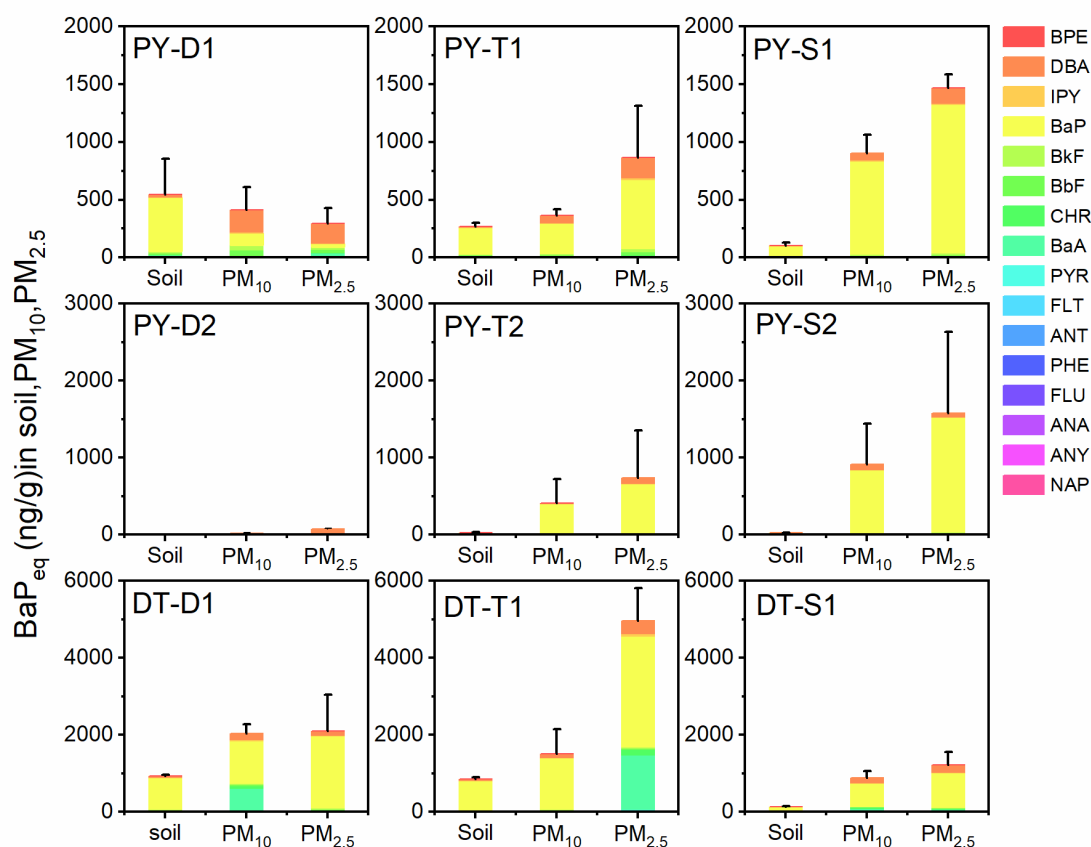 BaPeq (ng/g)in soil,PM10,PM2.5
PY-D1
2000
1500
1000
500
0
Soil PM10 PM2.5
PY-T1
2000
1500
1000
500
0
Soil PM10 PM2.5
PY-S1
2000
1500
1000
500
0
Soil PM10 PM2.5
PY-D2
3000
2000
1000
0
Soil PM10 PM2.5
PY-T2
3000
2000
1000
0
Soil PM10 PM2.5
PY-S2
3000
2000
1000
0
Soil PM10 PM2.5
DT-D1
6000
4000
2000
0
soil PM10 PM2.5
DT-T1
6000
4000
2000
0
Soil PM10 PM2.5
DT-S1
6000
4000
2000
0
Soil PM10 PM2.5
BPE
DBA
IPY
BaP
BkF
BbF
CHR
BaA
PYR
FLT
ANT
PHE
FLU
ANA
ANY
NAP